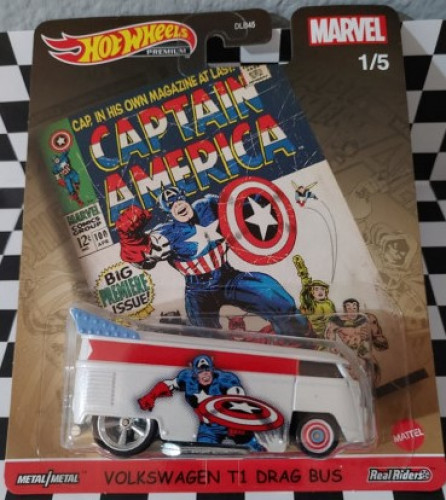 Hot Wheels
PREMIUM
MARVEL
1/5
CAP, IN HIS OWN MAGAZINE AT LAST!
CAPTAIN
AMERICA
MARVEL
COMICS
GROUP
12¢
100
APR
BIG
PREMIERE
ISSUE!
MATTEL
METAL/METAL
VOLKSWAGEN T1 DRAG BUS
Real Riders